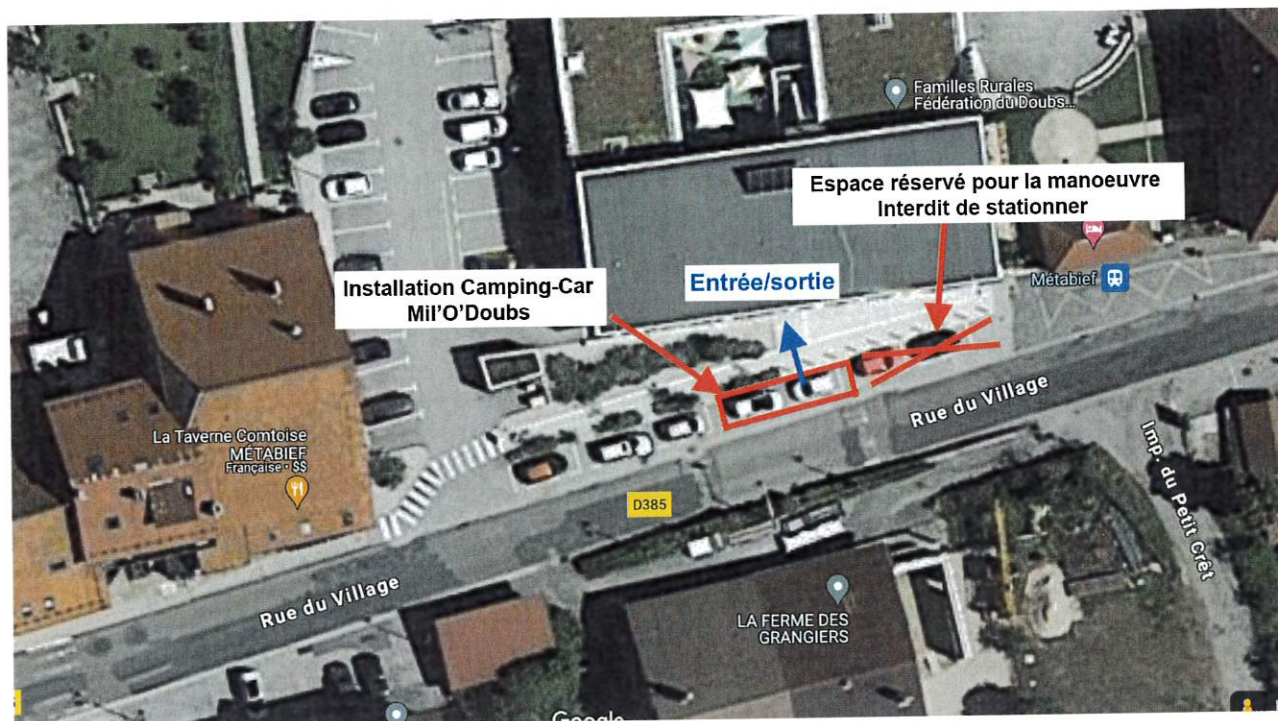 Familles Rurales
Fédération du Doubs...
Espace réservé pour la manoeuvre
Interdit de stationner
Installation Camping-Car
Mil'O'Doubs
Entrée/sortie
Métabief
Rue du Village
La Taverne Comtoise
MÉTABIEF
Française • $$
D385
Imp. du Petit Crêt
Rue du Village
LA FERME DES
GRANGIERS
Google